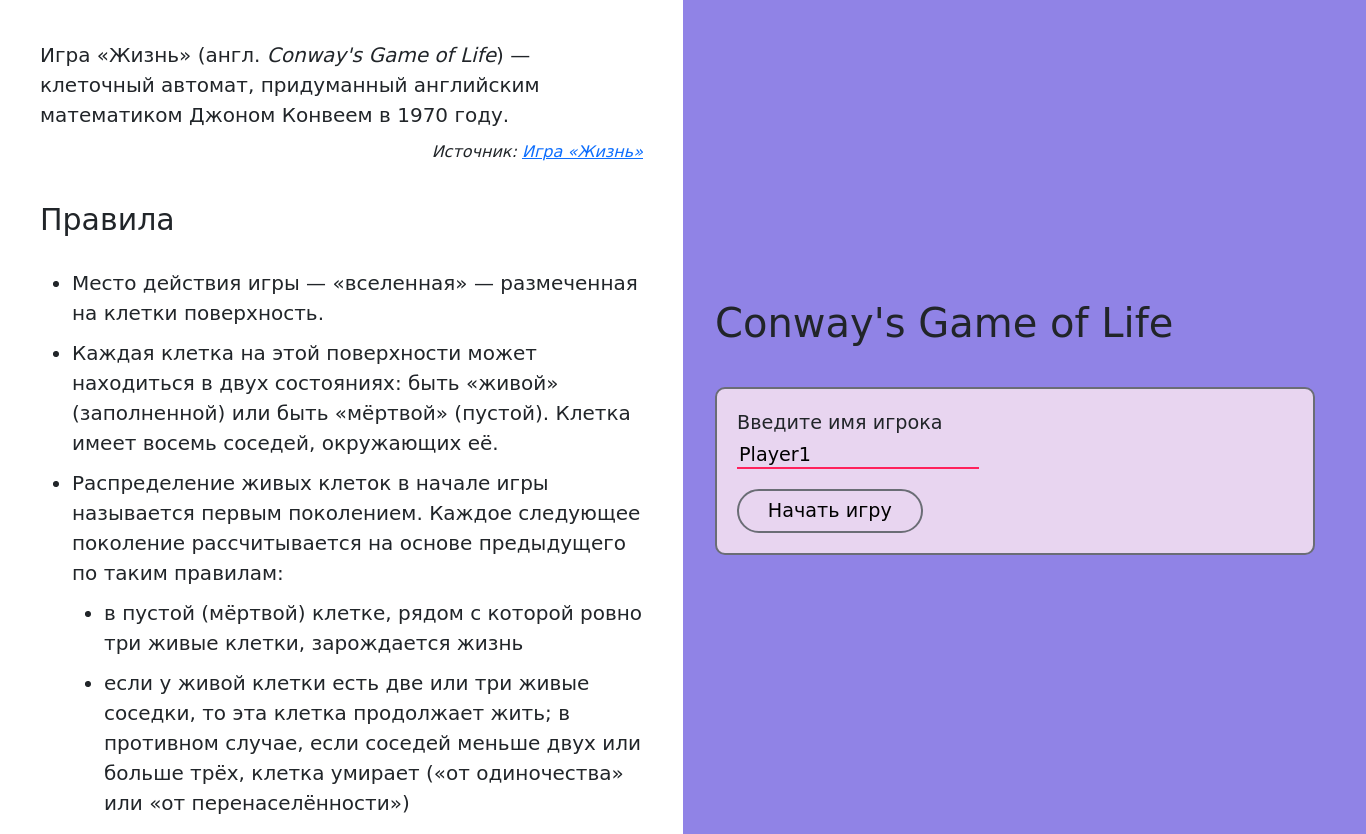 Игра «Жизнь» (англ. Conway's Game of Life) —
клеточный автомат, придуманный английским
математиком Джоном Конвеем в 1970 году.
Источник: Игра «Жизнь»
Правила
Место действия игры — «вселенная» — размеченная
на клетки поверхность.
Каждая клетка на этой поверхности может
находиться в двух состояниях: быть «живой»
(заполненной) или быть «мёртвой» (пустой). Клетка
имеет восемь соседей, окружающих её.
Распределение живых клеток в начале игры
называется первым поколением. Каждое следующее
поколение рассчитывается на основе предыдущего
по таким правилам:
в пустой (мёртвой) клетке, рядом с которой ровно
три живые клетки, зарождается жизнь
если у живой клетки есть две или три живые
соседки, то эта клетка продолжает жить; в
противном случае, если соседей меньше двух или
больше трёх, клетка умирает («от одиночества»
или «от перенаселённости»)
Conway's Game of Life
Введите имя игрока
Player1
Начать игру